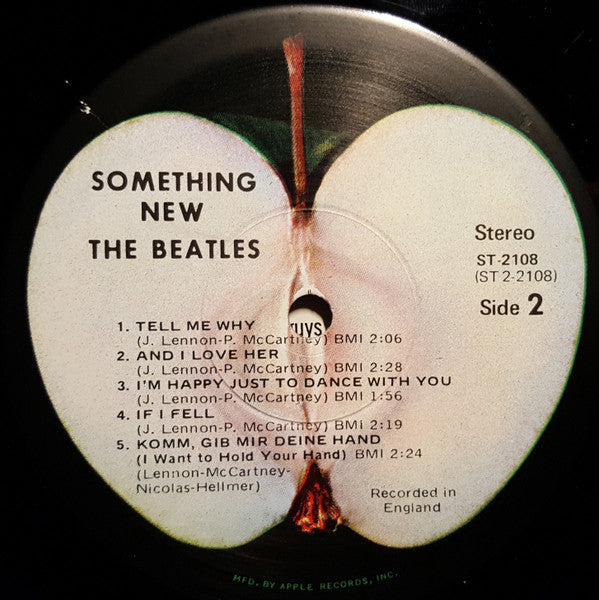 SOMETHING
NEW
THE BEATLES
Stereo
ST-2108
(ST 2-2108)
Side 2
1. TELL ME WHY
(J. Lennon-P. McCartney) BMI 2:06
2. AND I LOVE HER
(J. Lennon-P. McCartney) BMI 2:28
3. I'M HAPPY JUST TO DANCE WITH YOU
(J. Lennon-P. McCartney) BMI 1:56
4. IF I FELL
(J. Lennon-P. McCartney) BMI 2:19
5. KOMM, GIB MIR DEINE HAND
(I Want to Hold Your Hand) BMI 2:24
(Lennon-McCartney-
Nicolas-Hellmer)
Recorded in
England
MFD. BY APPLE RECORDS, INC.